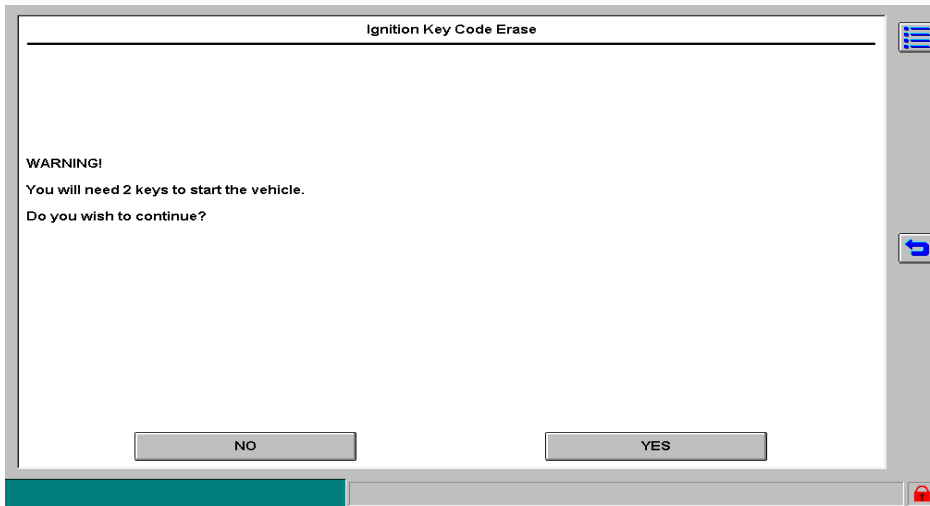 Ignition Key Code Erase
WARNING!
You will need 2 keys to start the vehicle.
Do you wish to continue?
NO
YES